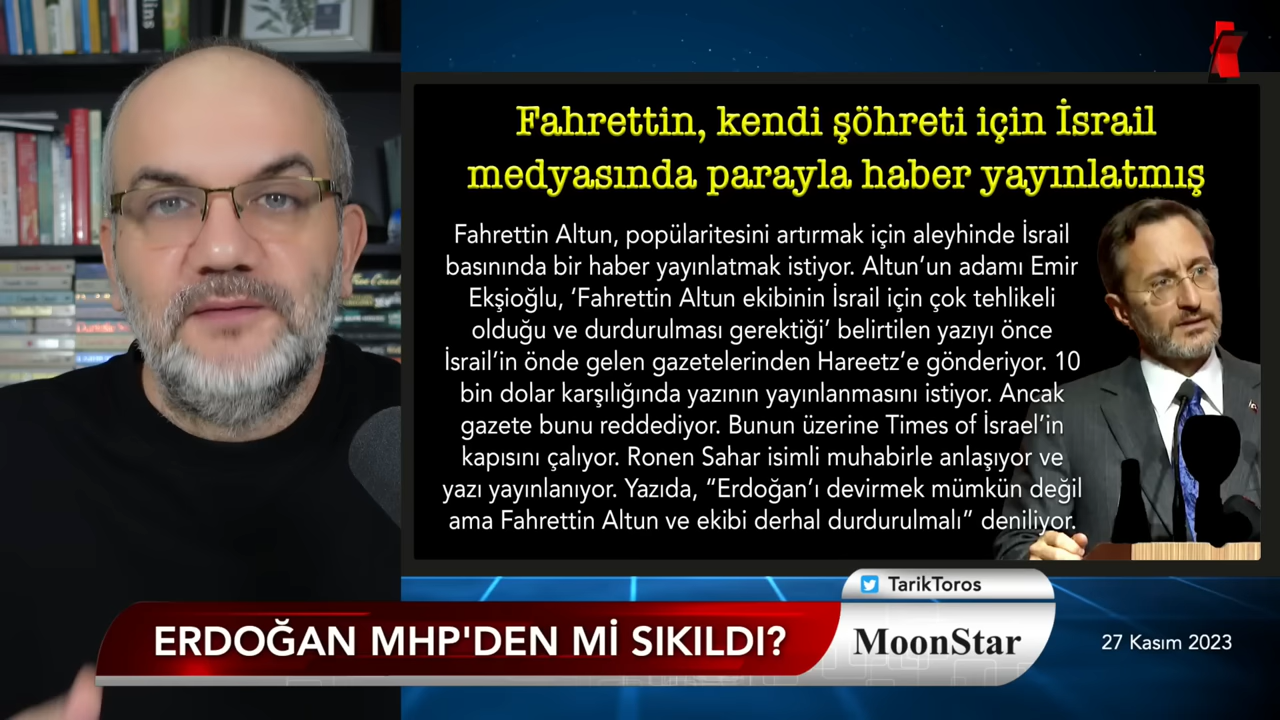 Fahrettin, kendi şöhreti için İsrail
medyasında parayla haber yayınlatmış
Fahrettin Altun, popülaritesini artırmak için aleyhinde İsrail
basınında bir haber yayınlatmak istiyor. Altun’un adamı Emir
Ekşioğlu, ‘Fahrettin Altun ekibinin İsrail için çok tehlikeli
olduğu ve durdurulması gerektiği’ belirtilen yazıyı önce
İsrail’in önde gelen gazetelerinden Hareetz’e gönderiyor. 10
bin dolar karşılığında yazının yayınlanmasını istiyor. Ancak
gazete bunu reddediyor. Bunun üzerine Times of İsrael’in
kapısını çalıyor. Ronen Sahar isimli muhabirle anlaşıyor ve
yazı yayınlanıyor. Yazıda, “Erdoğan’ı devirmek mümkün değil
ama Fahrettin Altun ve ekibi derhal durdurulmalı” deniliyor.
TarikToros
ERDOĞAN MHP'DEN Mİ SIKILDI?
MoonStar
27 Kasım 2023